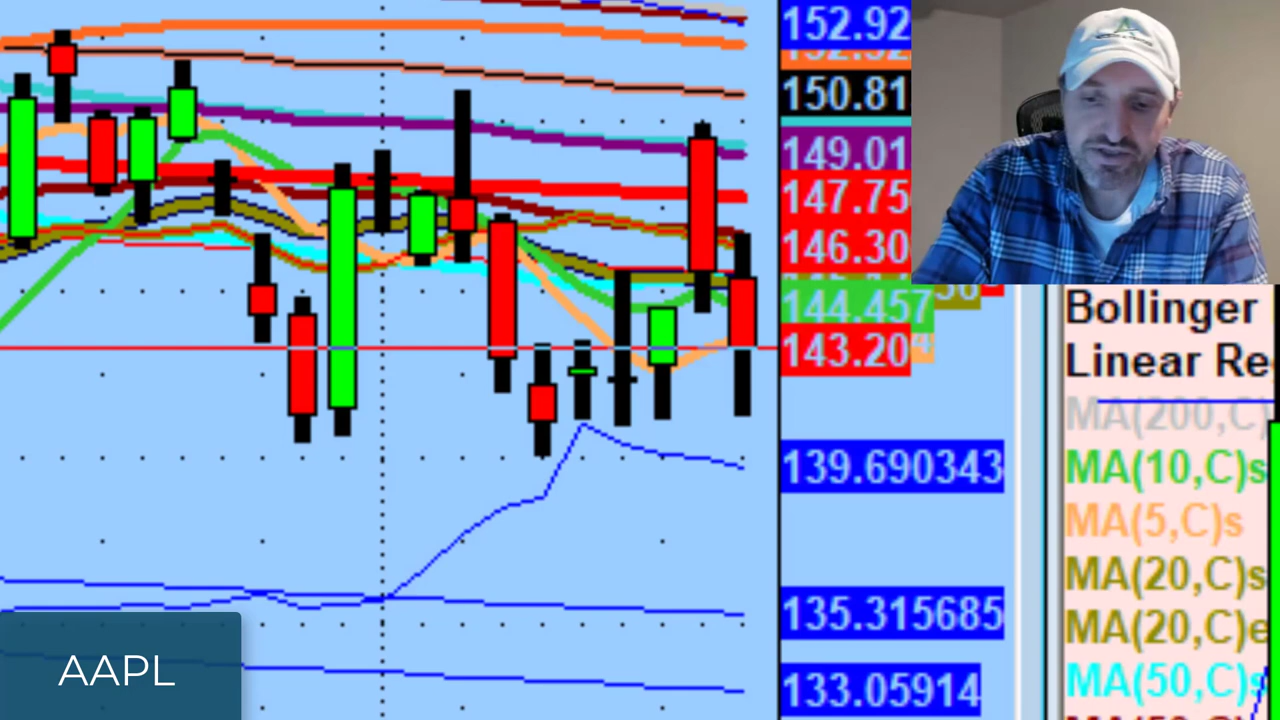 152.92
150.81
149.01
147.75
146.30
144.457
143.20
139.690343
135.315685
133.05914
Bollinger
Linear Re
MA(200,C)
MA(10,C)s
MA(5,C)s
MA(20,C)s
MA(20,C)e
MA(50,C)s
AAPL